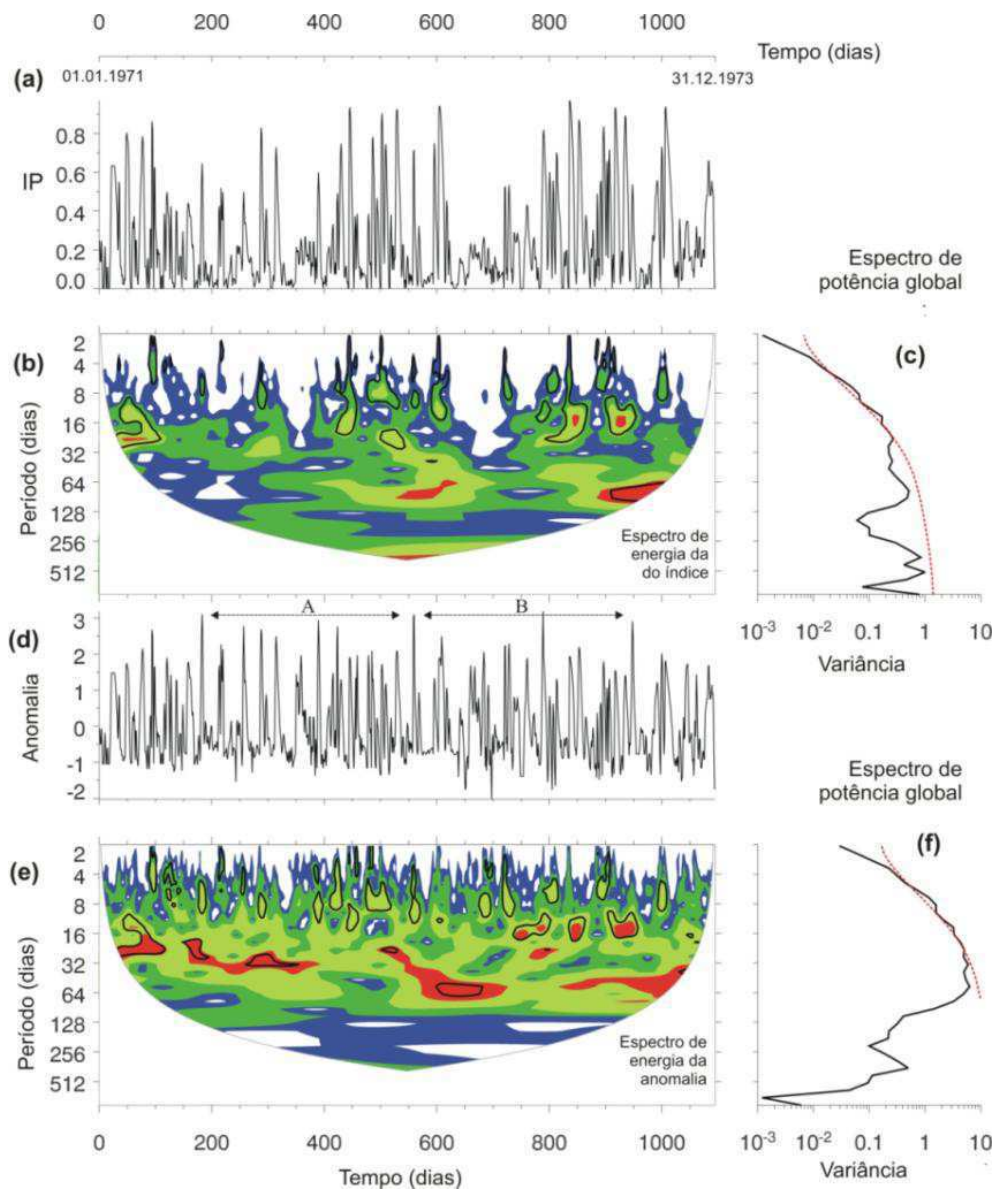 0 200 400 600 800 1000
Tempo (dias)
01.01.1971
31.12.1973
(a)
IP
0.8
0.6
0.4
0.2
0.0
Espectro de
potência global
(b)
Período (dias)
2
4
8
16
32
64
128
256
512
Espectro de
energia da
do índice
(c)
10-3 10-2 0.1 1 10
Variância
A B
(d)
Anomalia
3
2
1
0
-1
-2
Espectro de
potência global
(e)
Período (dias)
2
4
8
16
32
64
128
256
512
Espectro de
energia da
anomalia
0 200 400 600 800 1000
Tempo (dias)
(f)
10-3 10-2 0.1 1 10
Variância